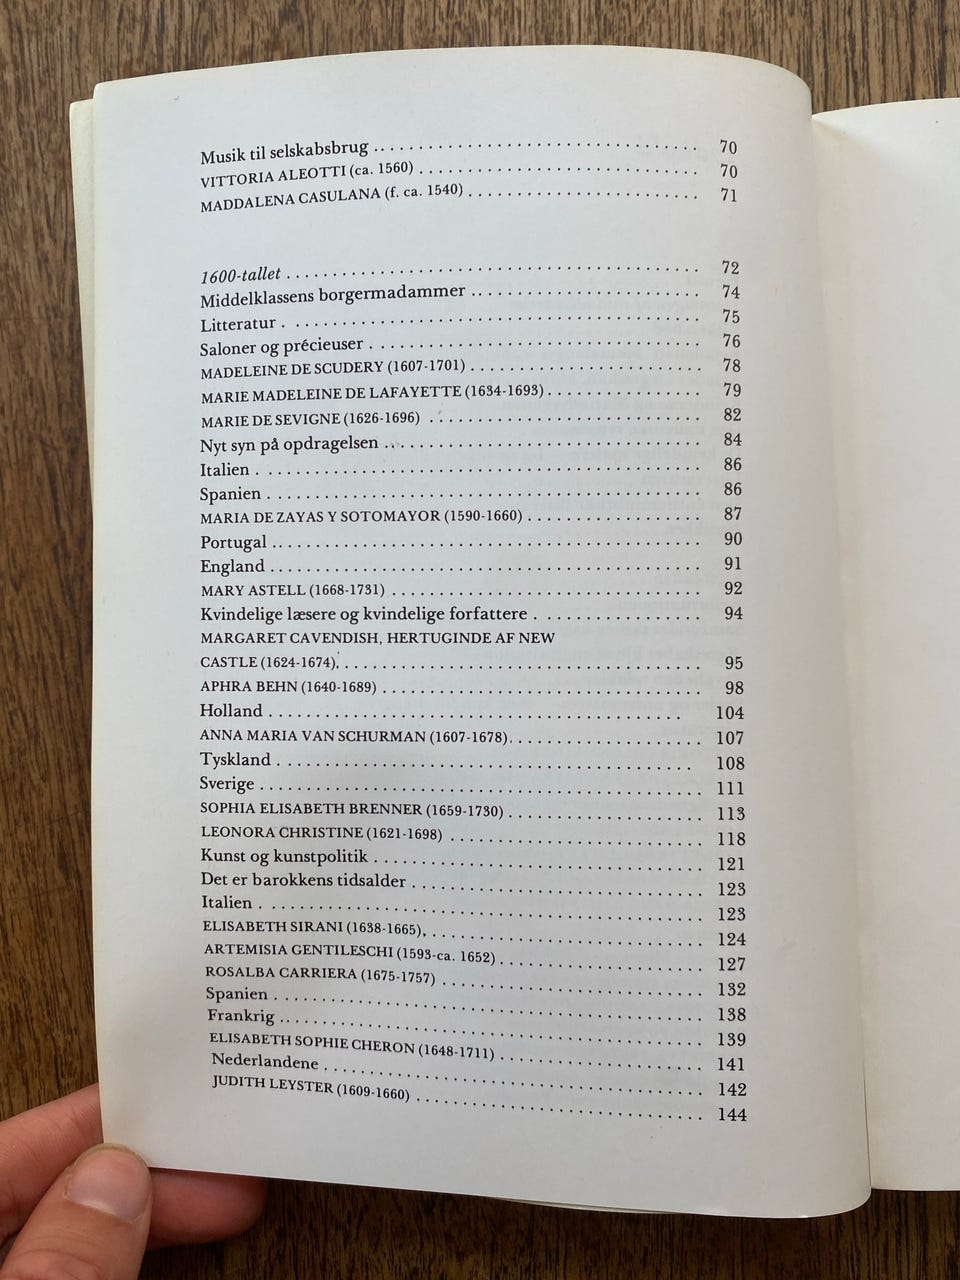 Musik til selskabsbrug . . . . . . . . . . . . . . . . . . . . . . . . . . . . . . . . . . . 70
VITTORIA ALEOTTI (ca. 1560) . . . . . . . . . . . . . . . . . . . . . . . . . . . . . . 70
MADDALENA CASULANA (f. ca. 1540) . . . . . . . . . . . . . . . . . . . . . . . . . 71
1600-tallet . . . . . . . . . . . . . . . . . . . . . . . . . . . . . . . . . . . . . . . . . . . . . 72
Middelklassens borgermadammer . . . . . . . . . . . . . . . . . . . . . . . . . 74
Litteratur . . . . . . . . . . . . . . . . . . . . . . . . . . . . . . . . . . . . . . . . . . . . . 75
Saloner og précieuser . . . . . . . . . . . . . . . . . . . . . . . . . . . . . . . . . . . . 76
MADELEINE DE SCUDERY (1607-1701) . . . . . . . . . . . . . . . . . . . . . . . . . 78
MARIE MADELEINE DE LAFAYETTE (1634-1693) . . . . . . . . . . . . . . . . . 79
MARIE DE SEVIGNE (1626-1696) . . . . . . . . . . . . . . . . . . . . . . . . . . . . . 82
Nyt syn på opdragelsen . . . . . . . . . . . . . . . . . . . . . . . . . . . . . . . . . . 84
Italien . . . . . . . . . . . . . . . . . . . . . . . . . . . . . . . . . . . . . . . . . . . . . . . . 86
Spanien . . . . . . . . . . . . . . . . . . . . . . . . . . . . . . . . . . . . . . . . . . . . . . . 86
MARIA DE ZAYAS Y SOTOMAYOR (1590-1660) . . . . . . . . . . . . . . . . . . . 87
Portugal . . . . . . . . . . . . . . . . . . . . . . . . . . . . . . . . . . . . . . . . . . . . . . 90
England . . . . . . . . . . . . . . . . . . . . . . . . . . . . . . . . . . . . . . . . . . . . . . . 91
MARY ASTELL (1668-1731) . . . . . . . . . . . . . . . . . . . . . . . . . . . . . . . . . . 92
Kvindelige læsere og kvindelige forfattere . . . . . . . . . . . . . . . . . . 94
MARGARET CAVENDISH, HERTUGINDE AF NEW
CASTLE (1624-1674), . . . . . . . . . . . . . . . . . . . . . . . . . . . . . . . . . . . . . . . 95
APHRA BEHN (1640-1689) . . . . . . . . . . . . . . . . . . . . . . . . . . . . . . . . . . . 98
Holland . . . . . . . . . . . . . . . . . . . . . . . . . . . . . . . . . . . . . . . . . . . . . 104
ANNA MARIA VAN SCHURMAN (1607-1678) . . . . . . . . . . . . . . . . . . . . . 107
Tyskland . . . . . . . . . . . . . . . . . . . . . . . . . . . . . . . . . . . . . . . . . . . . . 108
Sverige . . . . . . . . . . . . . . . . . . . . . . . . . . . . . . . . . . . . . . . . . . . . . . . . 111
SOPHIA ELISABETH BRENNER (1659-1730) . . . . . . . . . . . . . . . . . . . . . 113
LEONORA CHRISTINE (1621-1698) . . . . . . . . . . . . . . . . . . . . . . . . . . . . 118
Kunst og kunstpolitik . . . . . . . . . . . . . . . . . . . . . . . . . . . . . . . . . . . . 121
Det er barokkens tidsalder . . . . . . . . . . . . . . . . . . . . . . . . . . . . . . . . 123
Italien . . . . . . . . . . . . . . . . . . . . . . . . . . . . . . . . . . . . . . . . . . . . . . . . 123
ELISABETH SIRANI (1638-1665), . . . . . . . . . . . . . . . . . . . . . . . . . . . . . . 124
ARTEMISIA GENTILESCHI (1593-ca. 1652) . . . . . . . . . . . . . . . . . . . . . . 127
ROSALBA CARRIERA (1675-1757) . . . . . . . . . . . . . . . . . . . . . . . . . . . . . 132
Spanien . . . . . . . . . . . . . . . . . . . . . . . . . . . . . . . . . . . . . . . . . . . . . . . 138
Frankrig . . . . . . . . . . . . . . . . . . . . . . . . . . . . . . . . . . . . . . . . . . . . . . 139
ELISABETH SOPHIE CHERON (1648-1711) . . . . . . . . . . . . . . . . . . . . . . 141
Nederlandene . . . . . . . . . . . . . . . . . . . . . . . . . . . . . . . . . . . . . . . . . 142
JUDITH LEYSTER (1609-1660) . . . . . . . . . . . . . . . . . . . . . . . . . . . . . . . 144